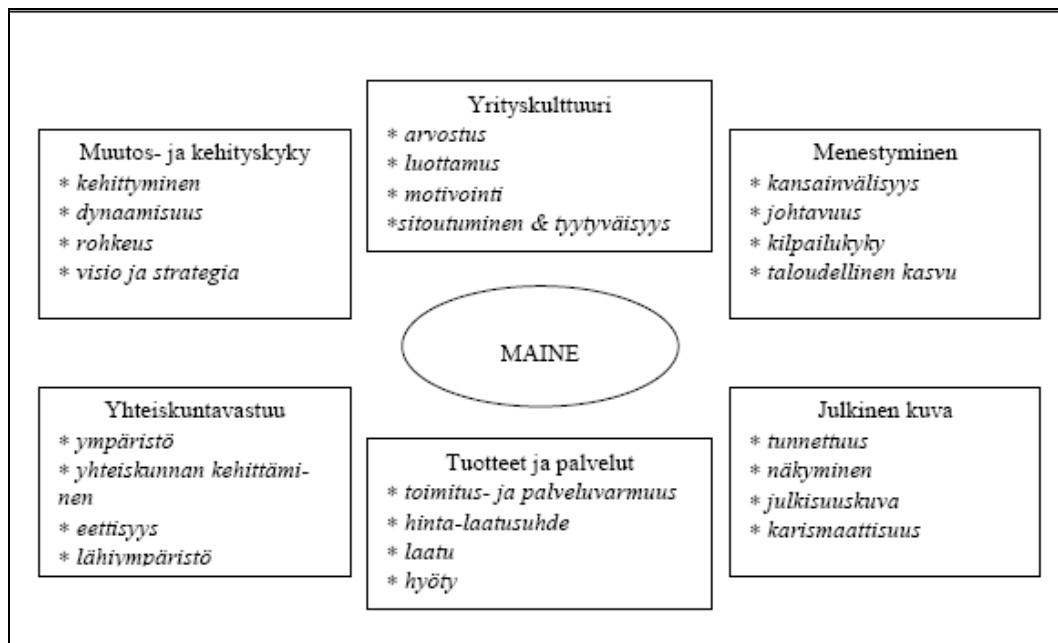 Yrityskulttuuri
* arvostus
* luottamus
* motivointi
*sitoutuminen & tyytyväisyys
Muutos- ja kehityskyky
* kehittyminen
* dynaamisuus
* rohkeus
* visio ja strategia
Menestyminen
* kansainvälisyys
* johtavuus
* kilpailukyky
* taloudellinen kasvu
MAINE
Yhteiskuntavastuu
* ympäristö
* yhteiskunnan kehittämi-
nen
* eettisyys
* lähiympäristö
Tuotteet ja palvelut
* toimitus- ja palveluvarmuus
* hinta-laatusuhde
* laatu
* hyöty
Julkinen kuva
* tunnettuus
* näkyminen
* julkisuuskuva
* karismaattisuus